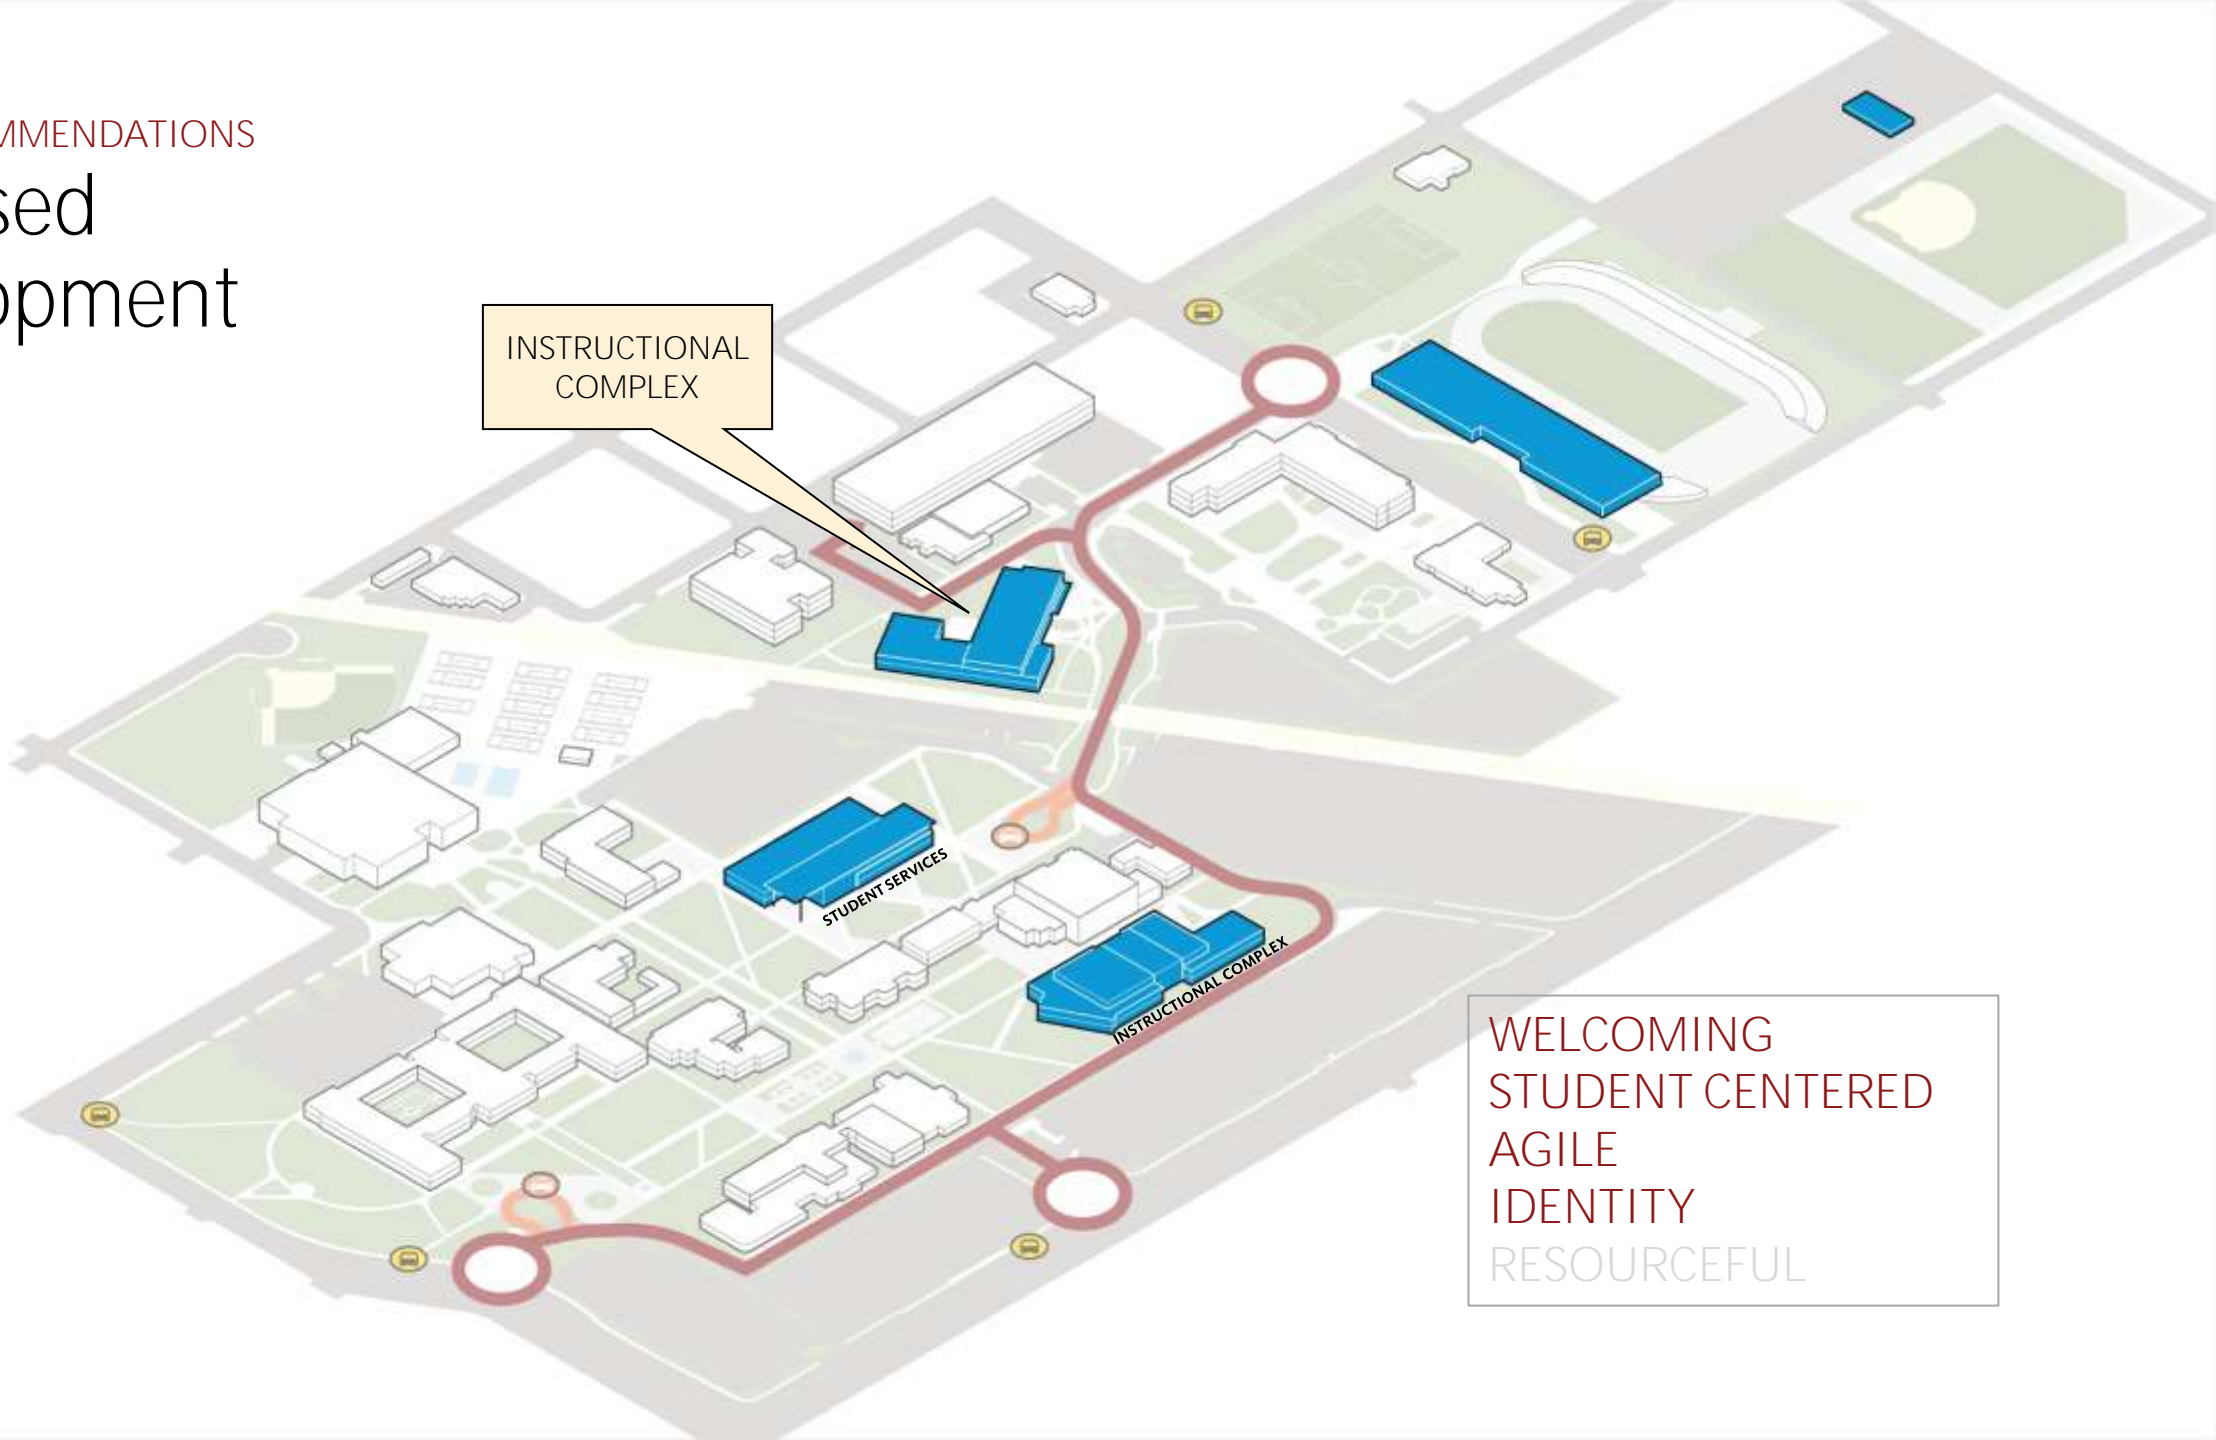 MMENDATIONS
sed
opment
INSTRUCTIONAL
COMPLEX
STUDENT SERVICES
INSTRUCTIONAL COMPLEX
WELCOMING
STUDENT CENTERED
AGILE
IDENTITY
RESOURCEFUL